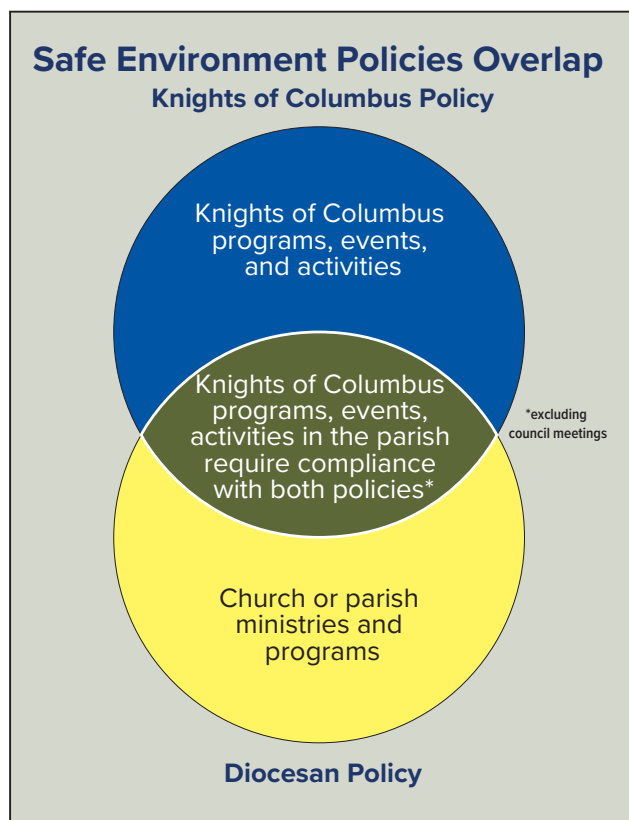 Safe Environment Policies Overlap
Knights of Columbus Policy
Knights of Columbus
programs, events,
and activities
Knights of Columbus
programs, events,
activities in the parish
require compliance
with both policies*
*excluding
council meetings
Church or parish
ministries and
programs
Diocesan Policy